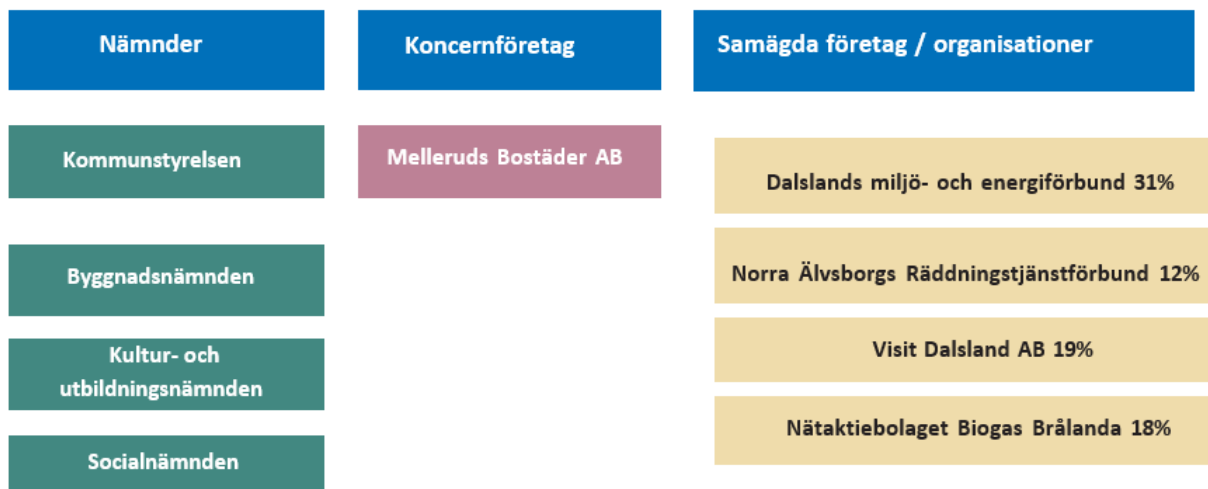 Nämnder
Koncernföretag
Samägda företag / organisationer
Kommunstyrelsen
Byggnadsnämnden
Kultur- och
utbildningsnämnden
Socialnämnden
Melleruds Bostäder AB
Dalslands miljö- och energiförbund 31%
Norra Älvsborgs Räddningstjänstförbund 12%
Visit Dalsland AB 19%
Nätaktiebolaget Biogas Brålanda 18%